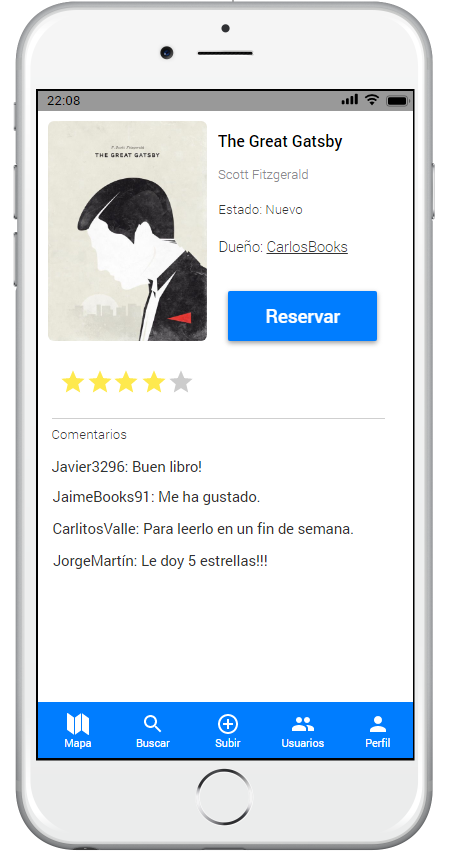 22:08
F. Scott Fitzgerald
THE GREAT GATSBY
The Great Gatsby
Scott Fitzgerald
Estado: Nuevo
Dueño: CarlosBooks
Reservar
Comentarios
Javier3296: Buen libro!
JaimeBooks91: Me ha gustado.
CarlitosValle: Para leerlo en un fin de semana.
JorgeMartín: Le doy 5 estrellas!!!
Mapa
Buscar
Subir
Usuarios
Perfil